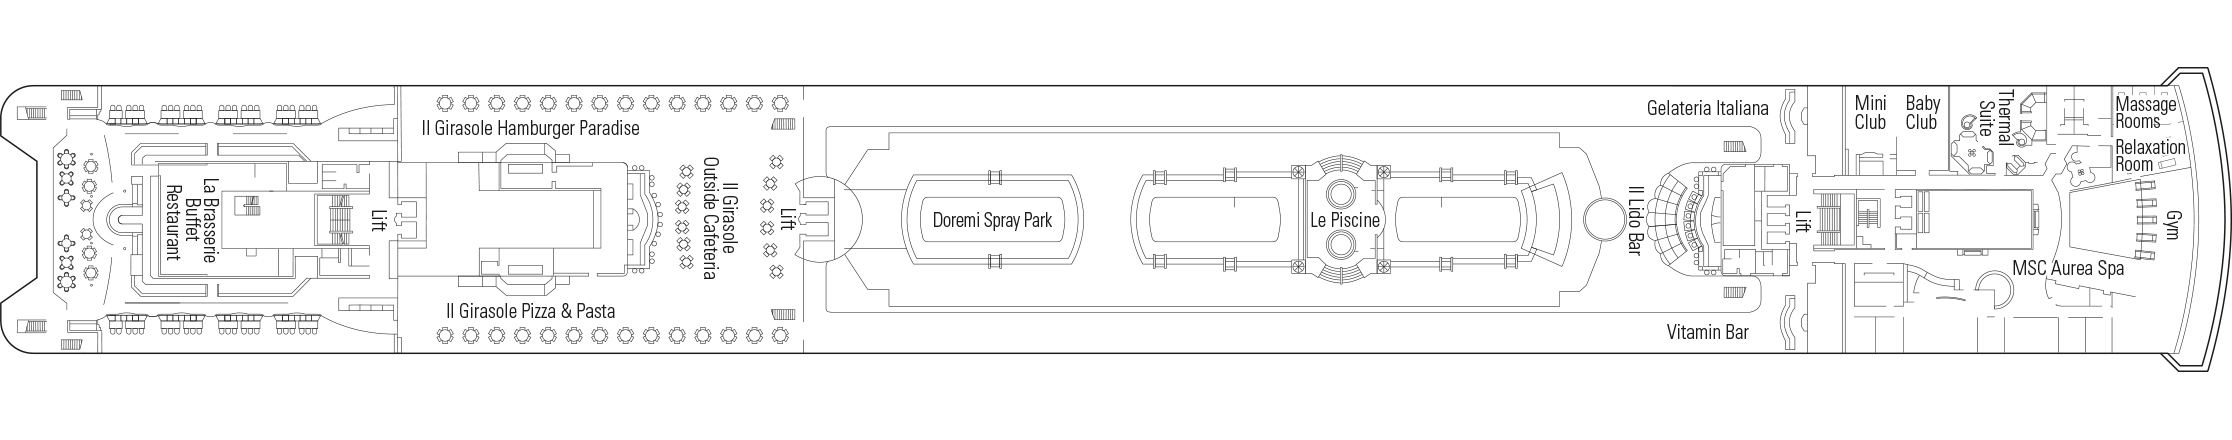 La Brasserie
Buffet
Restaurant
Lift
Il Girasole Hamburger Paradise
Il Girasole Pizza & Pasta
Il Girasole
Outside Cafeteria
Lift
Doremi Spray Park
Le Piscine
Gelateria Italiana
Il Lido Bar
Vitamin Bar
Lift
Mini
Club
Baby
Club
Thermal
Suite
Massage
Rooms
Relaxation
Room
Gym
MSC Aurea Spa